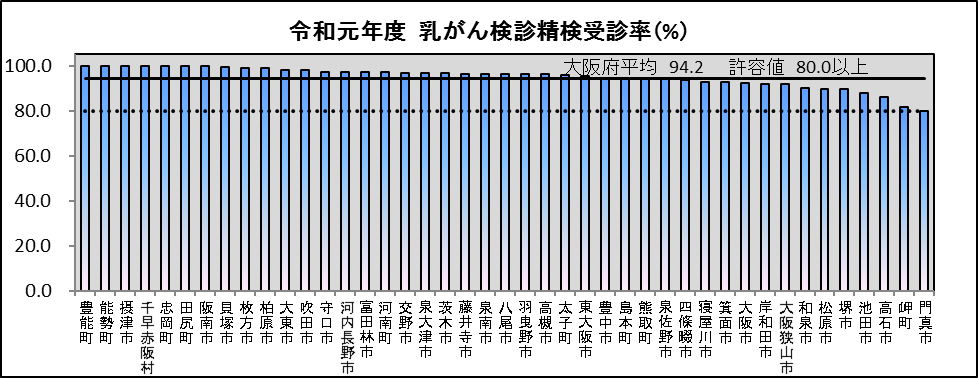 令和元年度 乳がん検診精検受診率(%)
大阪府平均 94.2 許容値 80.0以上
100.0
80.0
60.0
40.0
20.0
0.0
豊能町
能勢町
摂津市
千早赤阪村
忠岡町
田尻町
阪南市
貝塚市
枚方市
柏原市
大東市
吹田市
守口市
河内長野市
富田林市
河南町
交野市
泉大津市
茨木市
藤井寺市
泉南市
八尾市
羽曳野市
高槻市
太子町
東大阪市
豊中市
島本町
熊取町
泉佐野市
四條畷市
寝屋川市
箕面市
大阪市
岸和田市
大阪狭山市
和泉市
松原市
堺市
池田市
高石市
岬町
門真市